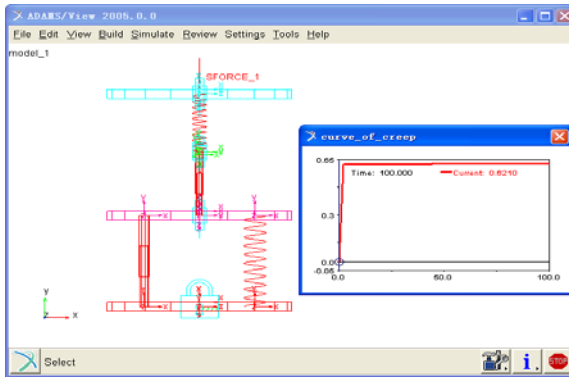 ADAMS/View 2005.0.0
File Edit View Build Simulate Review Settings Tools Help
model_1
SFORCE_1
curve_of_creep
0.65
Time: 100.000 Current: 0.6210
0.3
0.0
-0.05
0.0 50.0 100.0
Y
X
Select
i
STOP